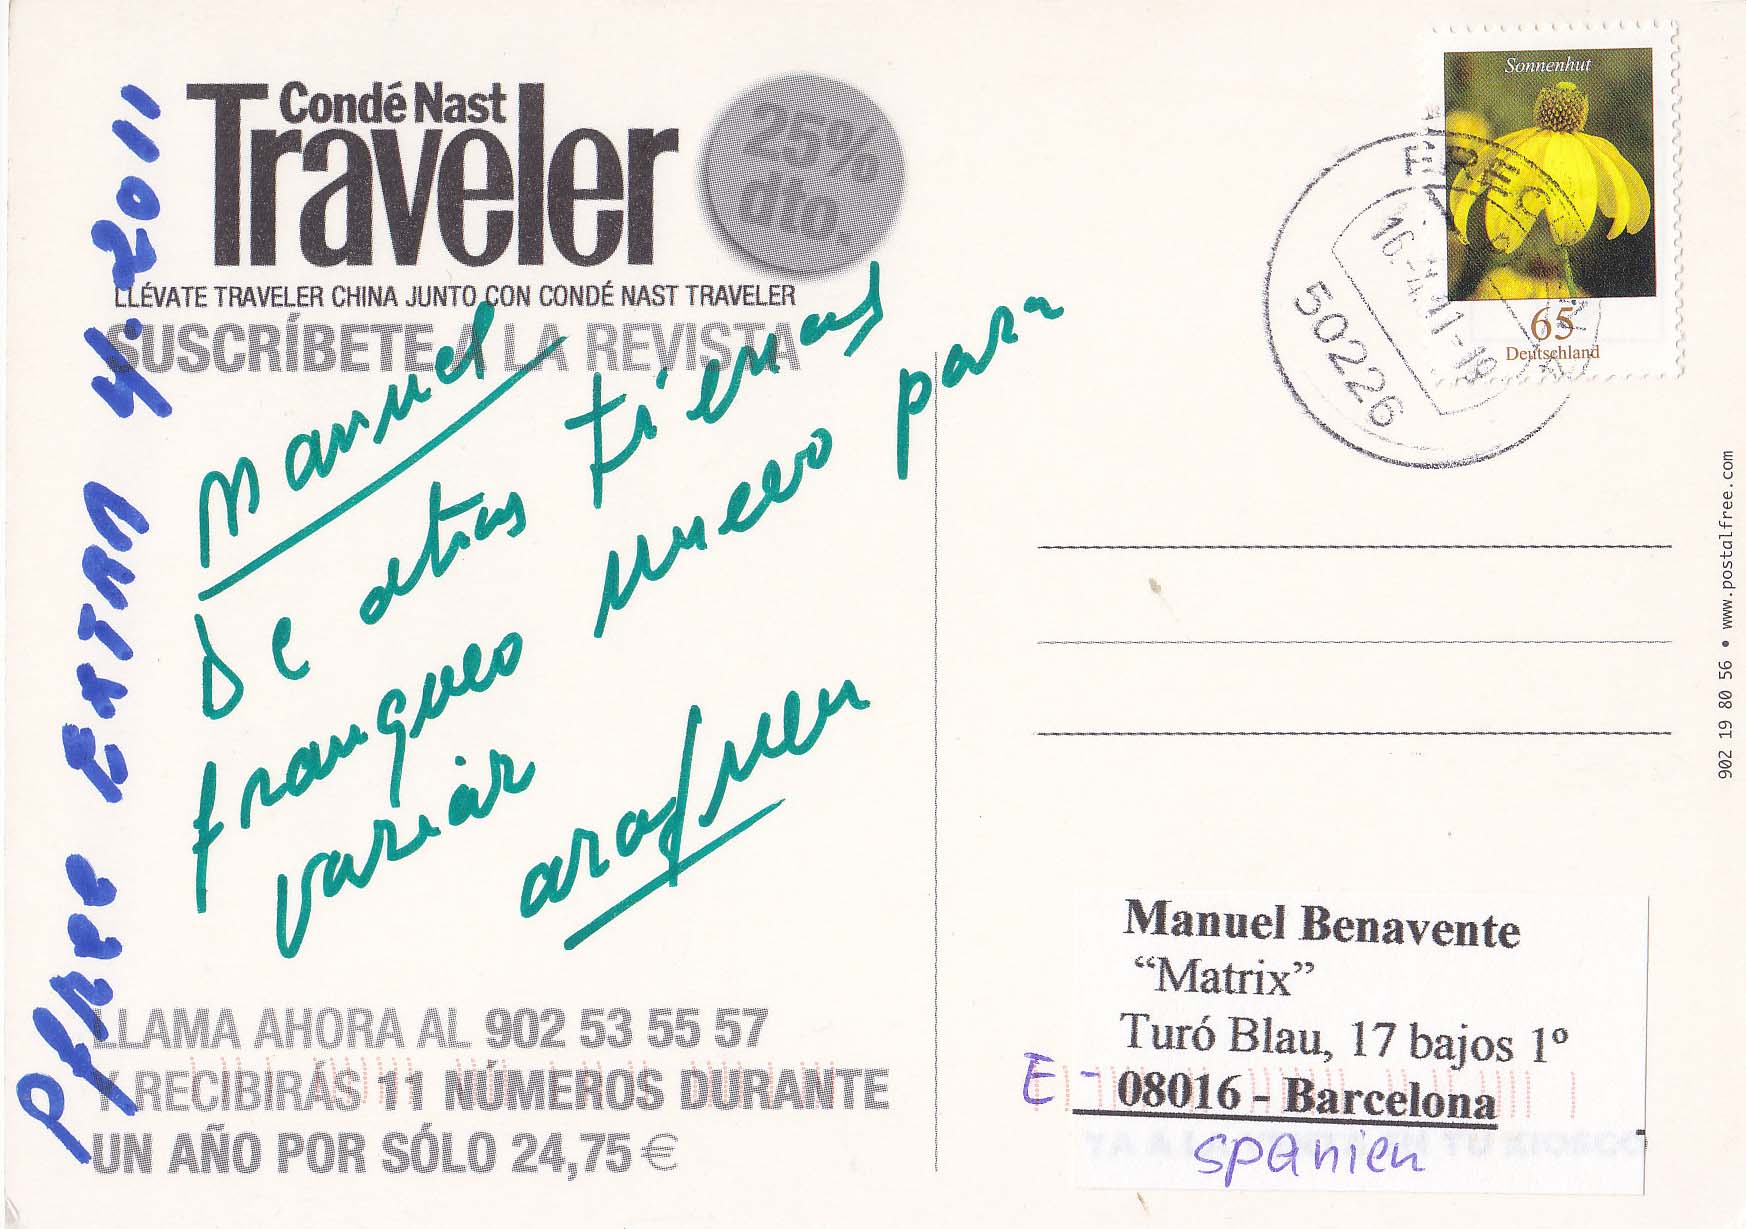 Condé Nast
Traveler
25%
dto.
LLÉVATE TRAVELER CHINA JUNTO CON CONDÉ NAST TRAVELER
SUSCRÍBETE A LA REVISTA
Manuel
De otras tierras
franqueo nuevo para
variar
LLAMA AHORA AL 902 53 55 57
Y RECIBIRÁS 11 NÚMEROS DURANTE
UN AÑO POR SÓLO 24,75 €
EXTRA 4.2011
Sonnenhut
65
Deutschland
50226
902 19 80 56 • www.postalfree.com
Manuel Benavente
“Matrix”
Turó Blau, 17 bajos 1º
E - 08016 - Barcelona
Spanien